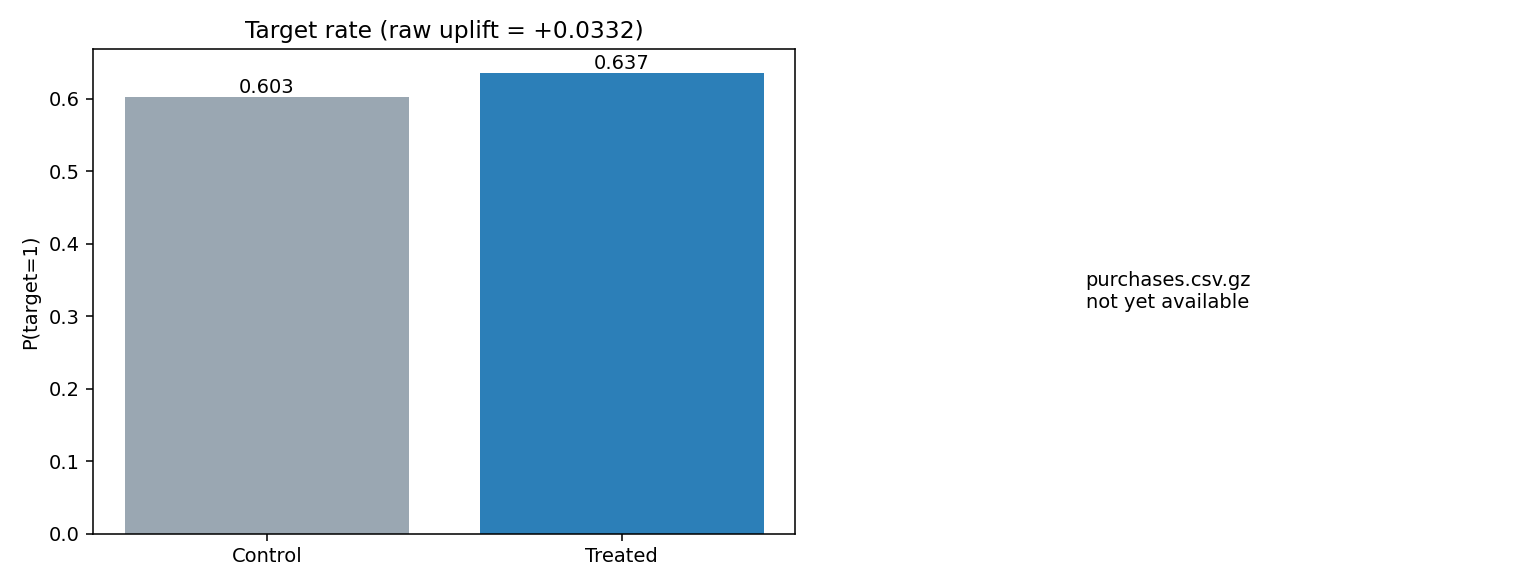 Target rate (raw uplift = +0.0332)
0.603
0.637
P(target=1)
0.6
0.5
0.4
0.3
0.2
0.1
0.0
Control
Treated
purchases.csv.gz
not yet available